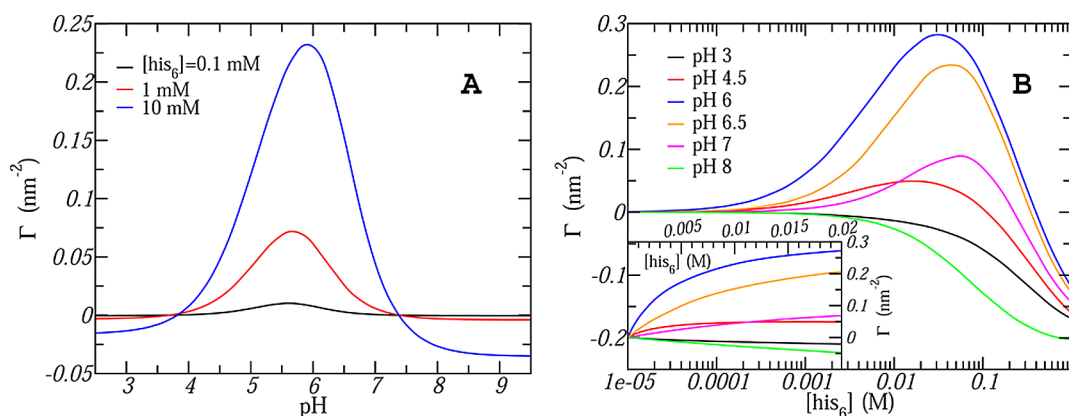 0.25
0.2
0.15
0.1
0.05
0
-0.05
Γ (nm-2)
[his6]=0.1 mM
1 mM
10 mM
A
3 4 5 6 7 8 9
pH
0.3
0.2
0.1
0
-0.1
-0.2
Γ (nm-2)
pH 3
pH 4.5
pH 6
pH 6.5
pH 7
pH 8
B
0.005 0.01 0.015 0.02
[his6] (M)
0.3
0.2
0.1
0
Γ (nm-2)
1e-05 0.0001 0.001 0.01 0.1
[his6] (M)